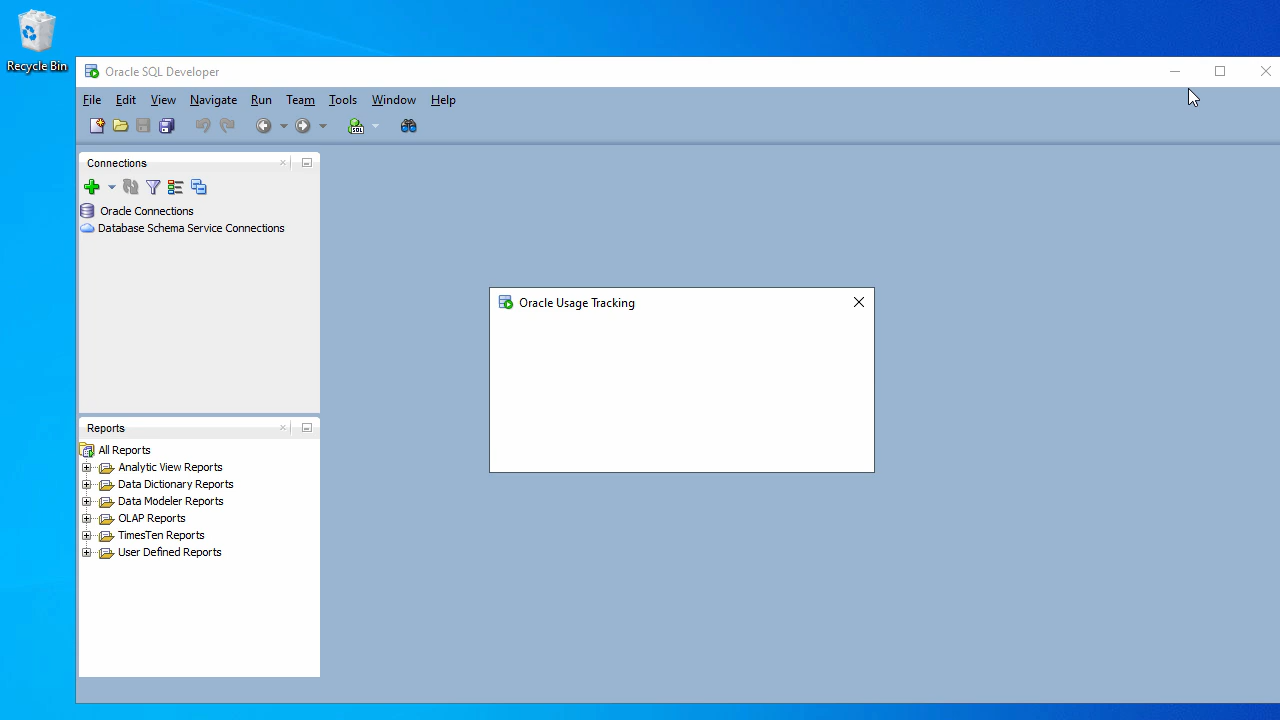 Recycle Bin
Oracle SQL Developer
File Edit View Navigate Run Team Tools Window Help
SQL
Connections
Oracle Connections
Database Schema Service Connections
Oracle Usage Tracking
Reports
All Reports
Analytic View Reports
Data Dictionary Reports
Data Modeler Reports
OLAP Reports
TimesTen Reports
User Defined Reports